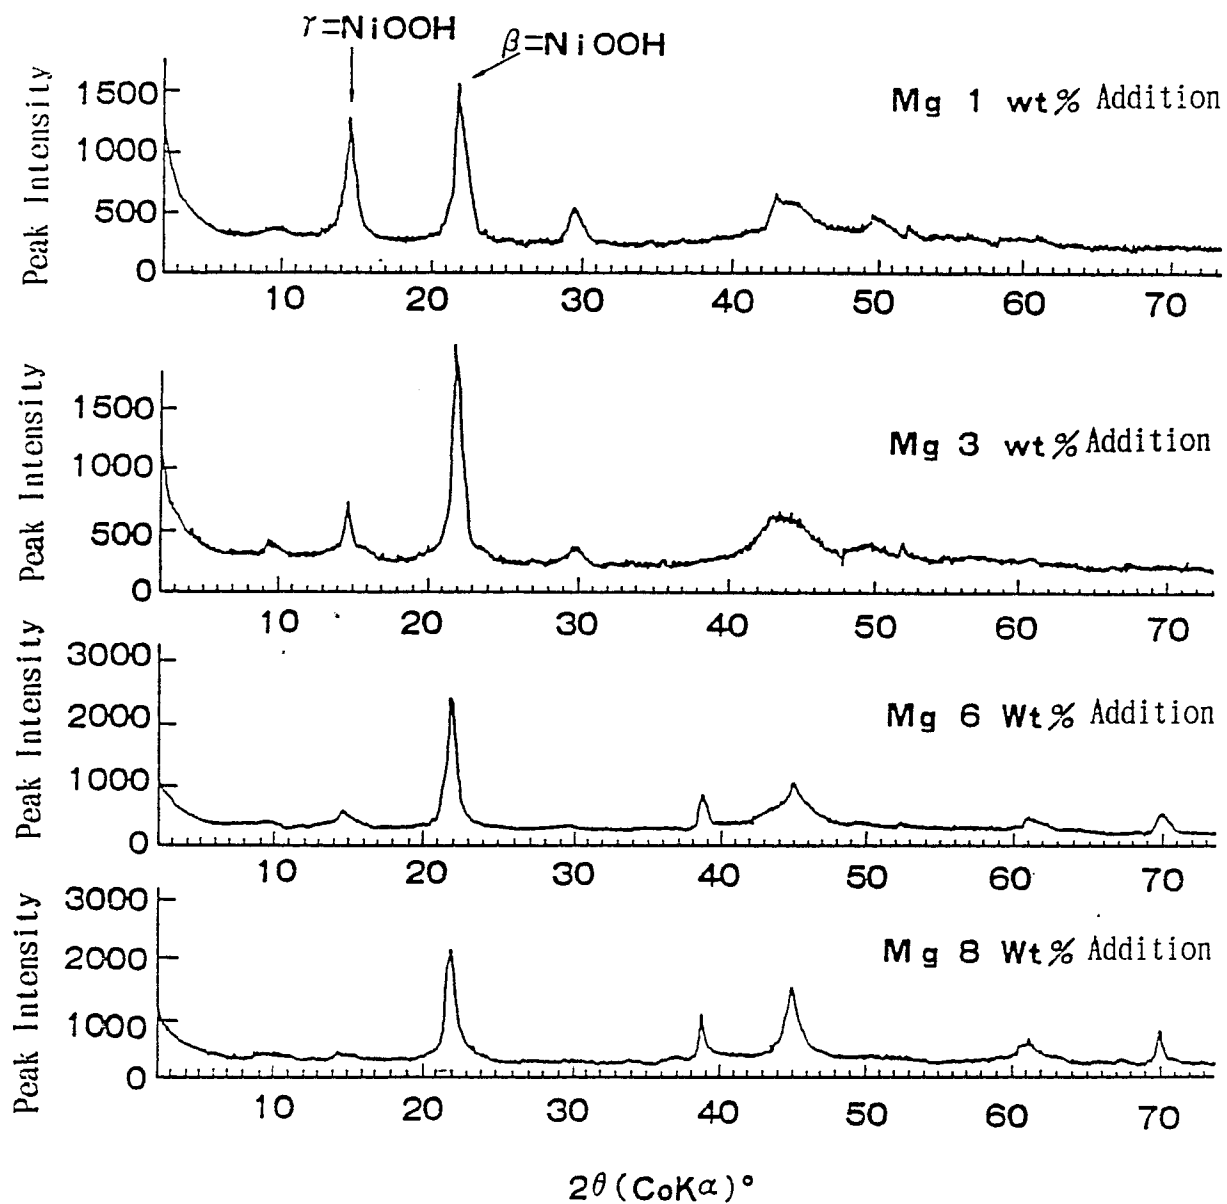 γ=NiOOH
β=NiOOH
Mg 1 wt% Addition
Peak Intensity
1500
1000
500
0
10 20 30 40 50 60 70
Mg 3 wt% Addition
Peak Intensity
1500
1000
500
0
10 20 30 40 50 60 70
Mg 6 Wt% Addition
Peak Intensity
3000
2000
1000
0
10 20 30 40 50 60 70
Mg 8 Wt% Addition
Peak Intensity
3000
2000
1000
0
10 20 30 40 50 60 70
2θ(CoKα)°